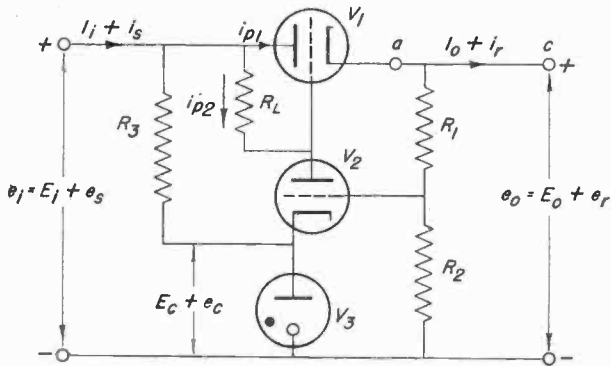 I_i + i_s
i_p1
V_1
a
I_o + i_r
c
+
+
i_p2
R_L
R_3
R_1
V_2
e_i = E_i + e_s
e_o = E_o + e_r
R_2
E_c + e_c
V_3
−
−